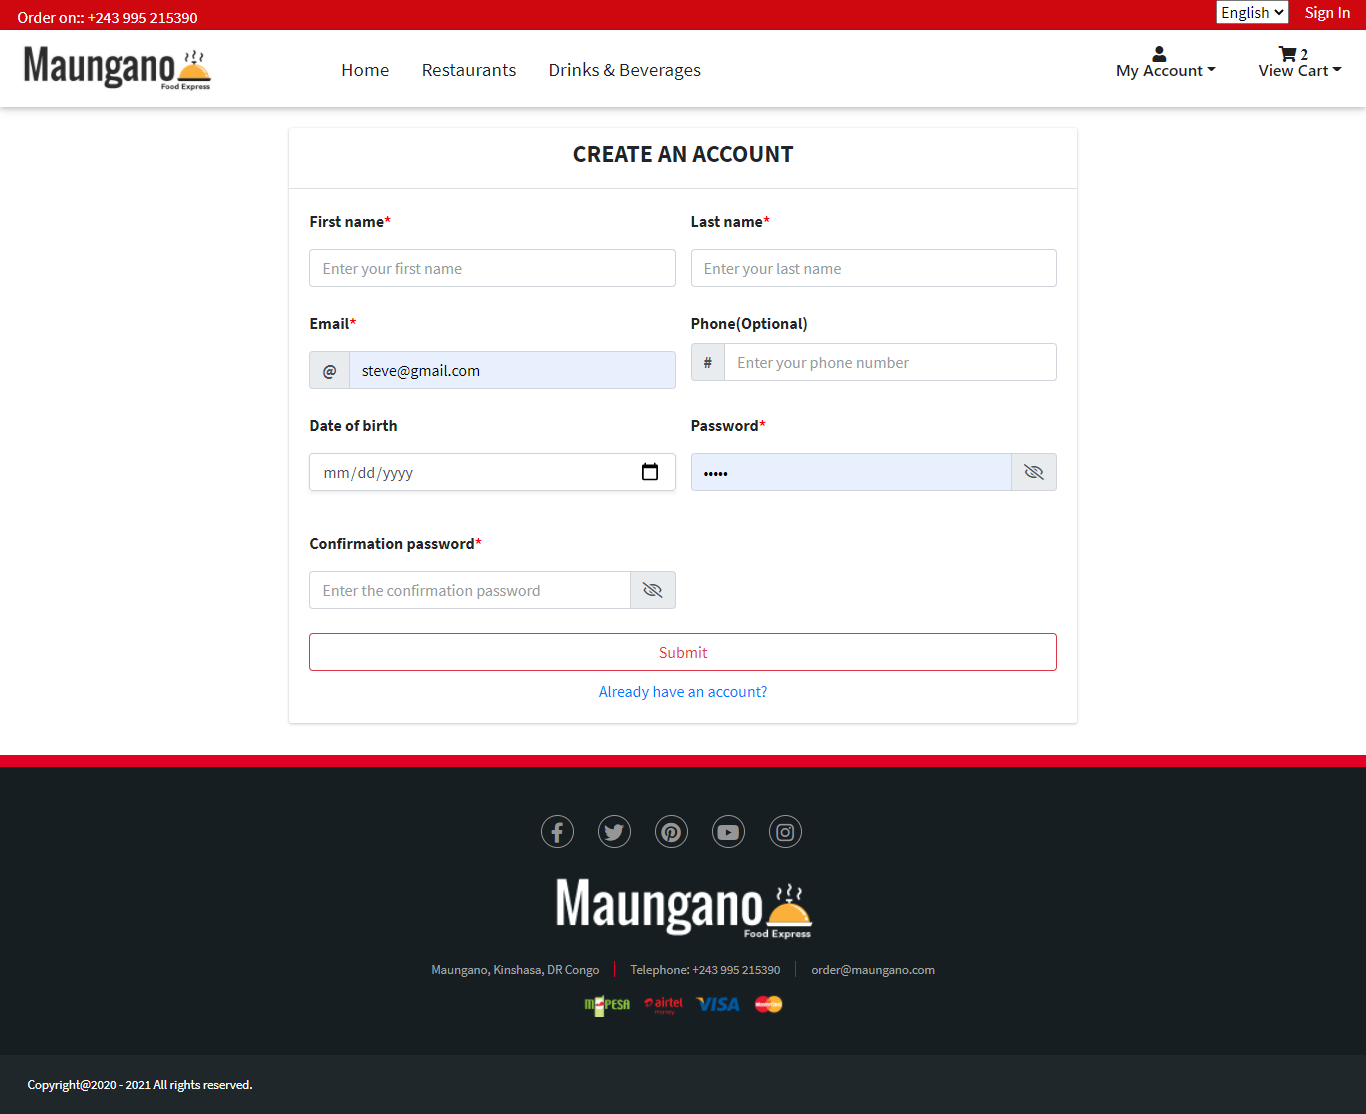 Order on:: +243 995 215390
English
Sign In
Maungano
Food Express
Home
Restaurants
Drinks & Beverages
My Account
2
View Cart
CREATE AN ACCOUNT
First name*
Last name*
Enter your first name
Enter your last name
Email*
Phone(Optional)
@
steve@gmail.com
#
Enter your phone number
Date of birth
Password*
mm/dd/yyyy
•••••
Confirmation password*
Enter the confirmation password
Submit
Already have an account?
Maungano
Food Express
Maungano, Kinshasa, DR Congo
Telephone: +243 995 215390
order@maungano.com
M-PESA
airtel
money
VISA
MasterCard
Copyright@2020 - 2021 All rights reserved.